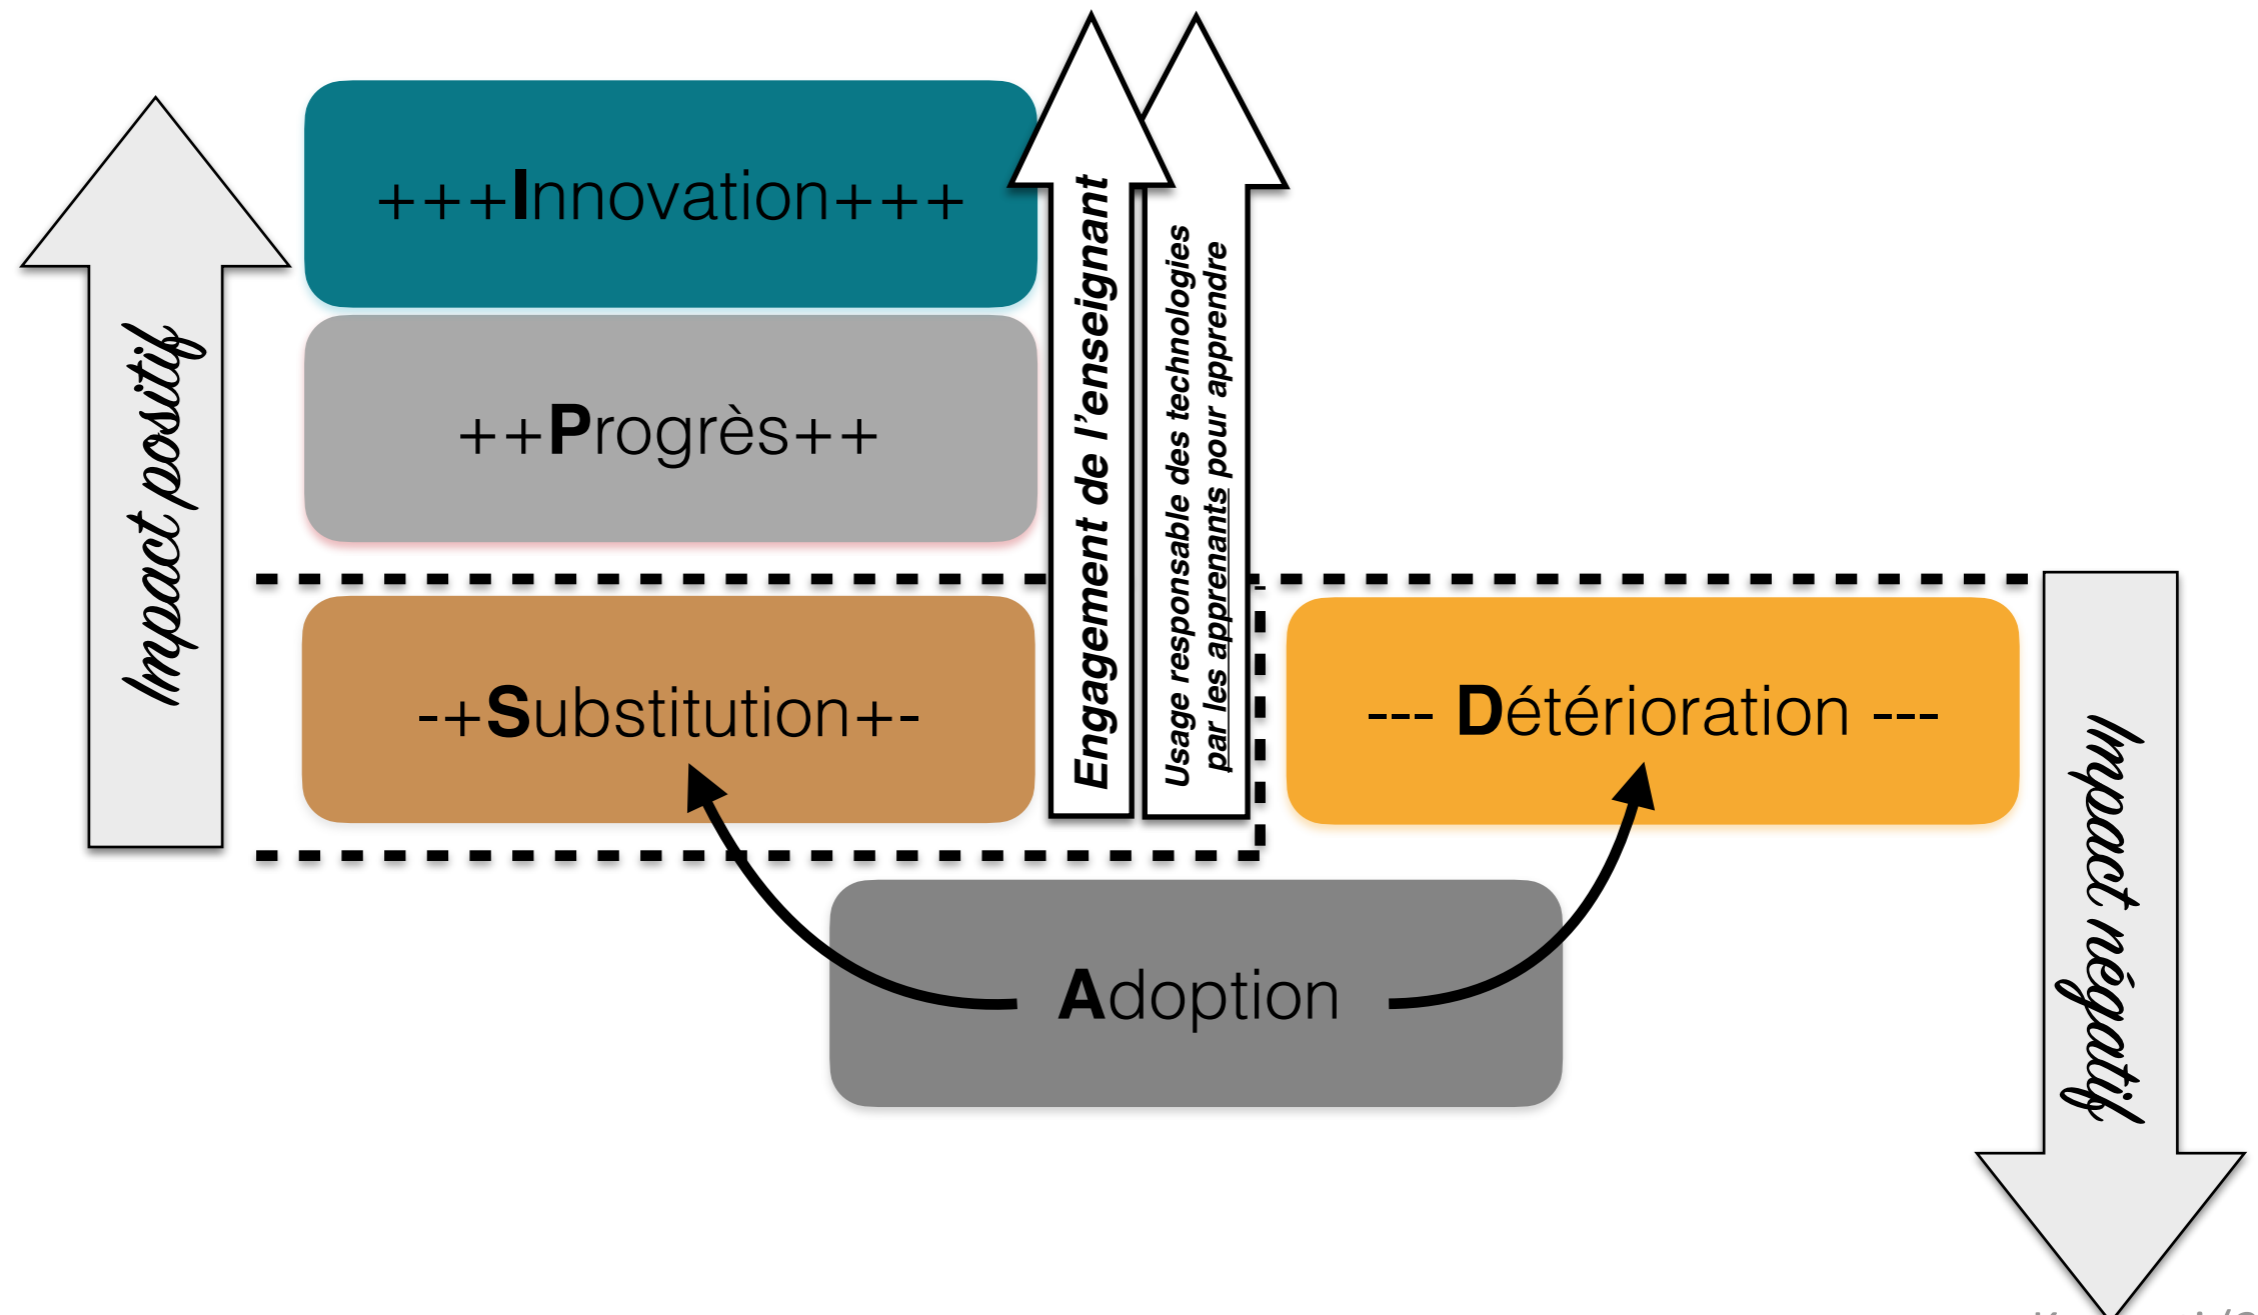 +++Innovation+++
++Progrès++
-+Substitution+-
--- Détérioration ---
Adoption
Impact positif
Engagement de l'enseignant
Usage responsable des technologies
par les apprenants pour apprendre
Impact négatif